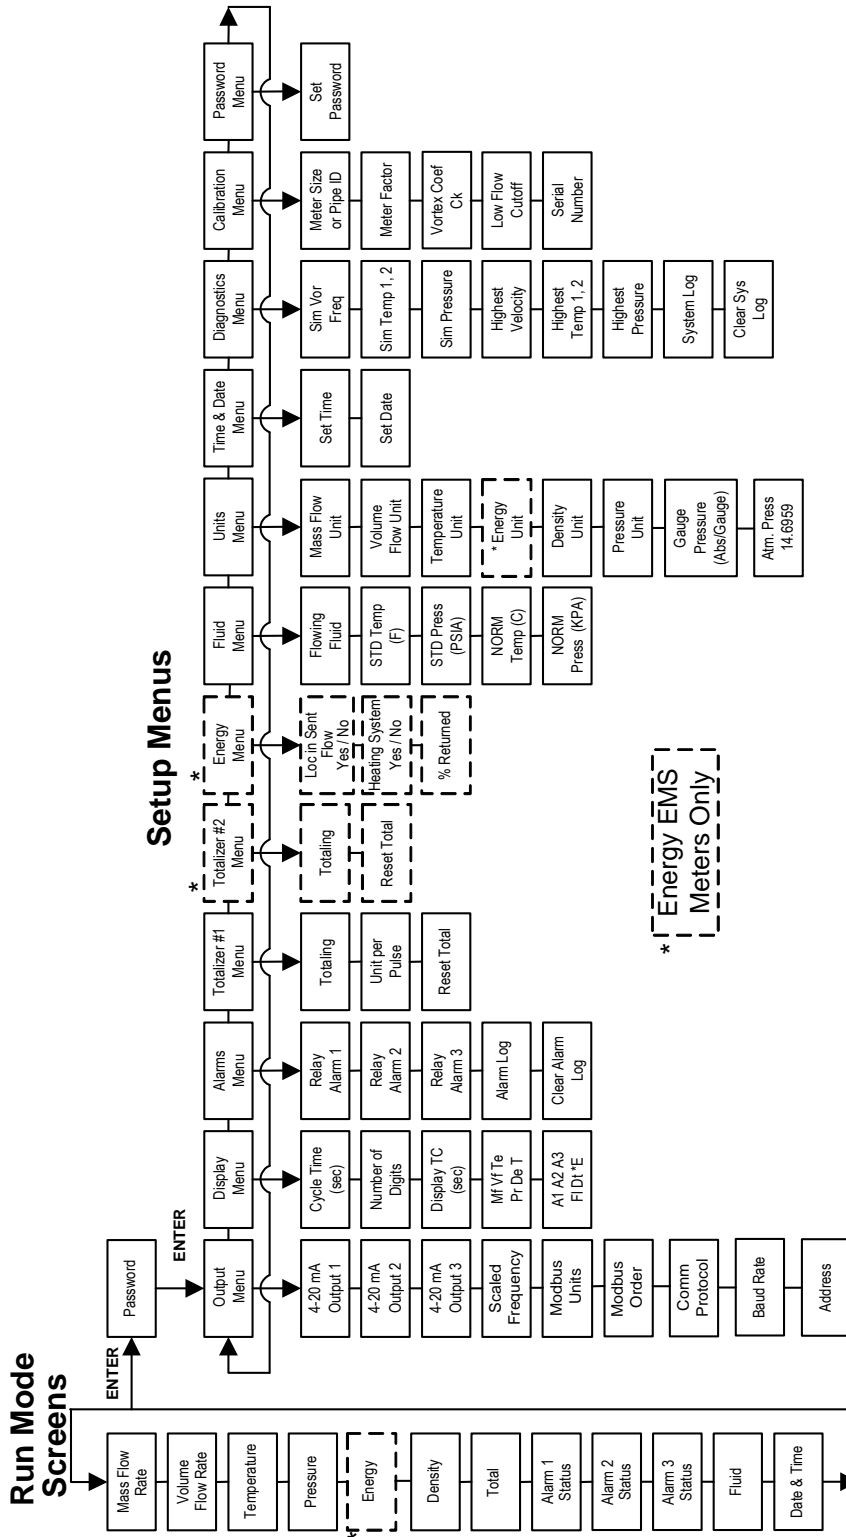 Run Mode
Screens
Mass Flow
Rate
Volume
Flow Rate
Temperature
Pressure
*
Energy
Density
Total
Alarm 1
Status
Alarm 2
Status
Alarm 3
Status
Fluid
Date & Time
ENTER
Password
ENTER
Setup Menus
Output
Menu
4-20 mA
Output 1
4-20 mA
Output 2
4-20 mA
Output 3
Scaled
Frequency
Modbus
Units
Modbus
Order
Comm
Protocol
Baud Rate
Address
Display
Menu
Cycle Time
(sec)
Number of
Digits
Display TC
(sec)
Mf Vf Te
Pr De T
A1 A2 A3
Fl Dt *E
Alarms
Menu
Relay
Alarm 1
Relay
Alarm 2
Relay
Alarm 3
Alarm Log
Clear Alarm
Log
Totalizer #1
Menu
Totaling
Unit per
Pulse
Reset Total
*
Totalizer #2
Menu
Totaling
Reset Total
*
Energy
Menu
Loc in Sent
Flow
Yes / No
Heating System
Yes / No
% Returned
Fluid
Menu
Flowing
Fluid
STD Temp
(F)
STD Press
(PSIA)
NORM
Temp (C)
NORM
Press (KPA)
Units
Menu
Mass Flow
Unit
Volume
Flow Unit
Temperature
Unit
* Energy
Unit
Density
Unit
Pressure
Unit
Gauge
Pressure
(Abs/Gauge)
Atm. Press
14.6959
Time & Date
Menu
Set Time
Set Date
Diagnostics
Menu
Sim Vor
Freq
Sim Temp 1, 2
Sim Pressure
Highest
Velocity
Highest
Temp 1, 2
Highest
Pressure
System Log
Clear Sys
Log
Calibration
Menu
Meter Size
or Pipe ID
Meter Factor
Vortex Coef
Ck
Low Flow
Cutoff
Serial
Number
Password
Menu
Set
Password
* Energy EMS
Meters Only